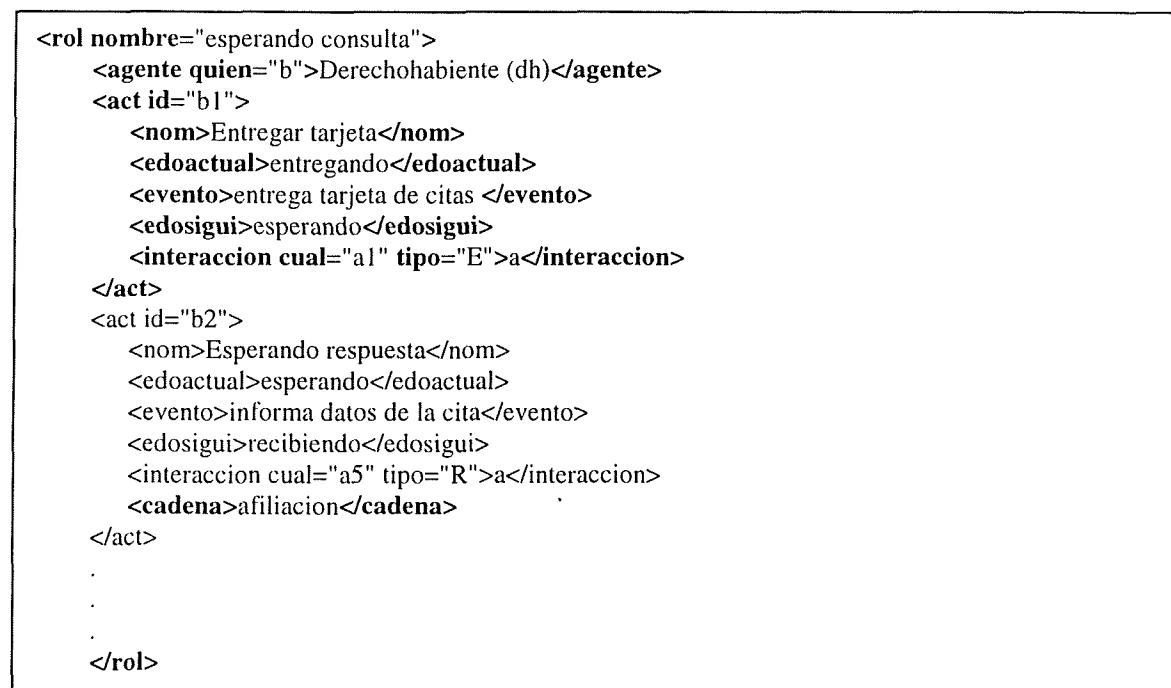 <rol nombre="esperando consulta">
<agente quien="b">Derechohabiente (dh)</agente>
<act id="b1">
<nom>Entregar tarjeta</nom>
<edoactual>entregando</edoactual>
<evento>entrega tarjeta de citas </evento>
<edosigui>esperando</edosigui>
<interaccion cual="a1" tipo="E">a</interaccion>
</act>
<act id="b2">
<nom>Esperando respuesta</nom>
<edoactual>esperando</edoactual>
<evento>informa datos de la cita</evento>
<edosigui>recibiendo</edosigui>
<interaccion cual="a5" tipo="R">a</interaccion>
<cadena>afiliacion</cadena>
</act>
.
.
.
</rol>